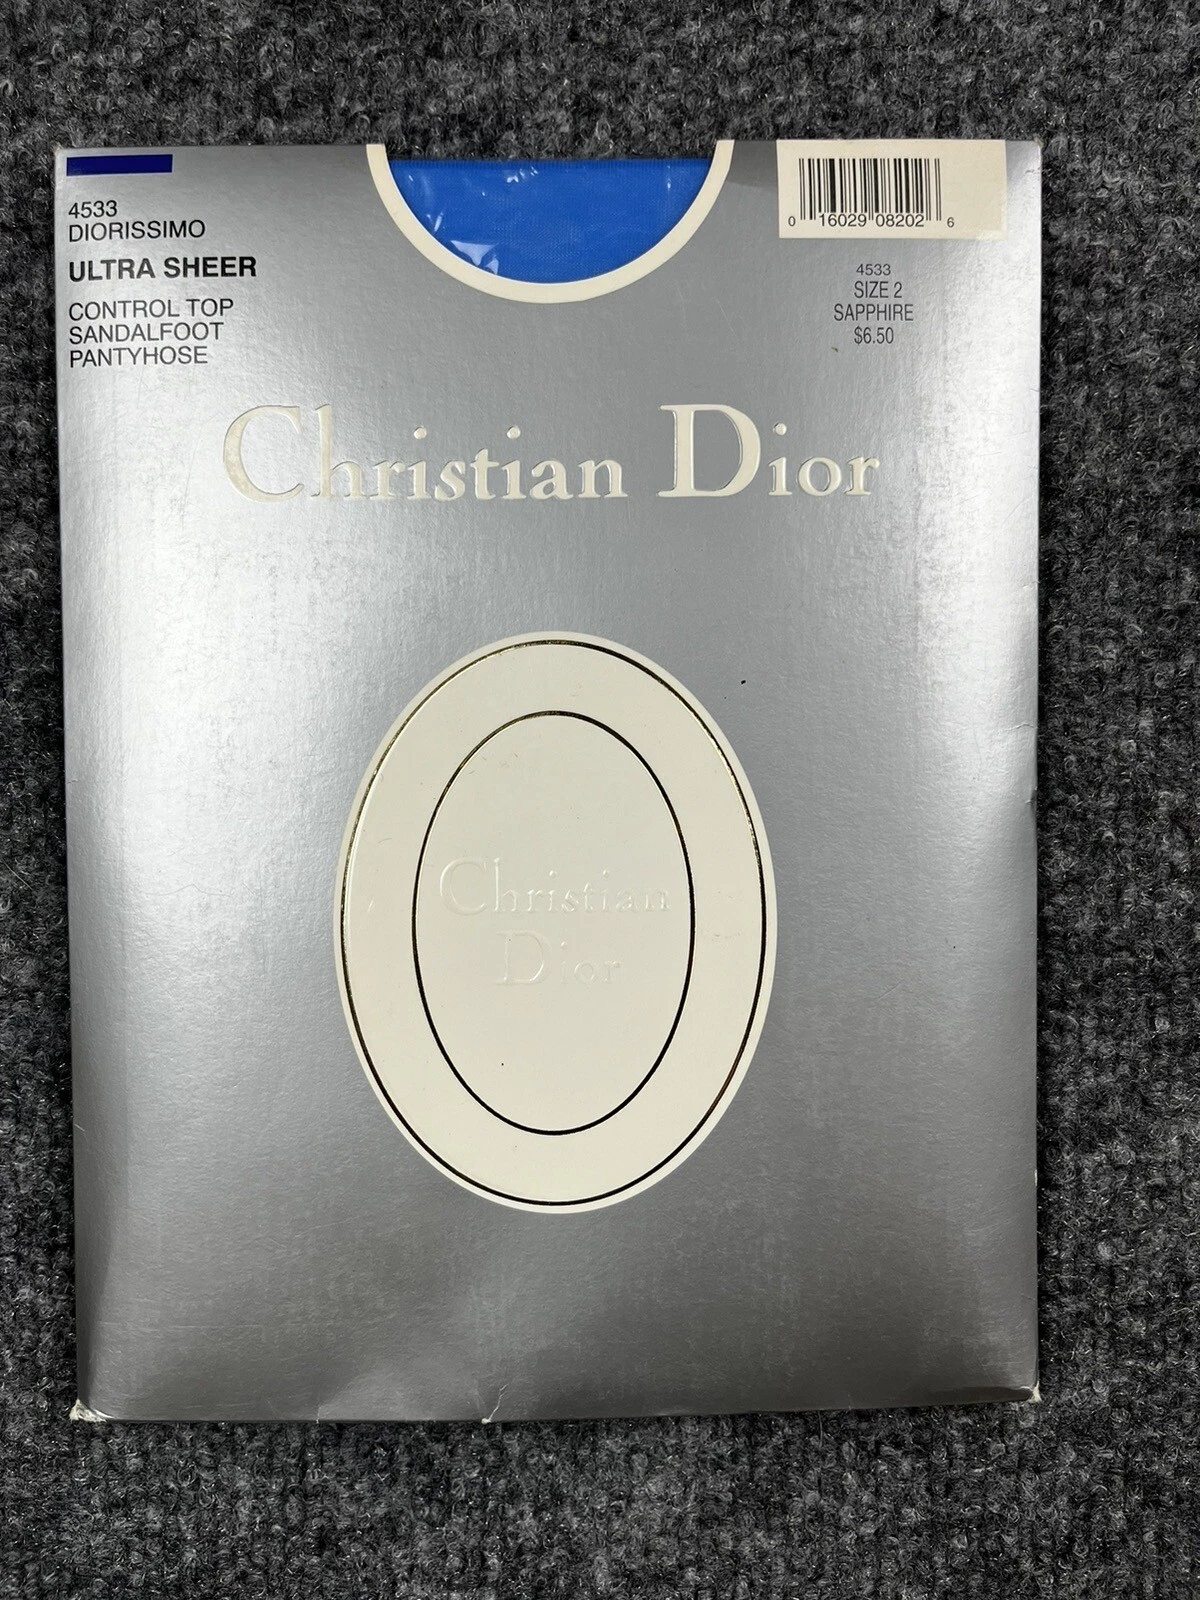 4533
DIORISSIMO
ULTRA SHEER
CONTROL TOP
SANDALFOOT
PANTYHOSE
0 16029 08202 6
4533
SIZE 2
SAPPHIRE
$6.50
Christian Dior
Christian
Dior